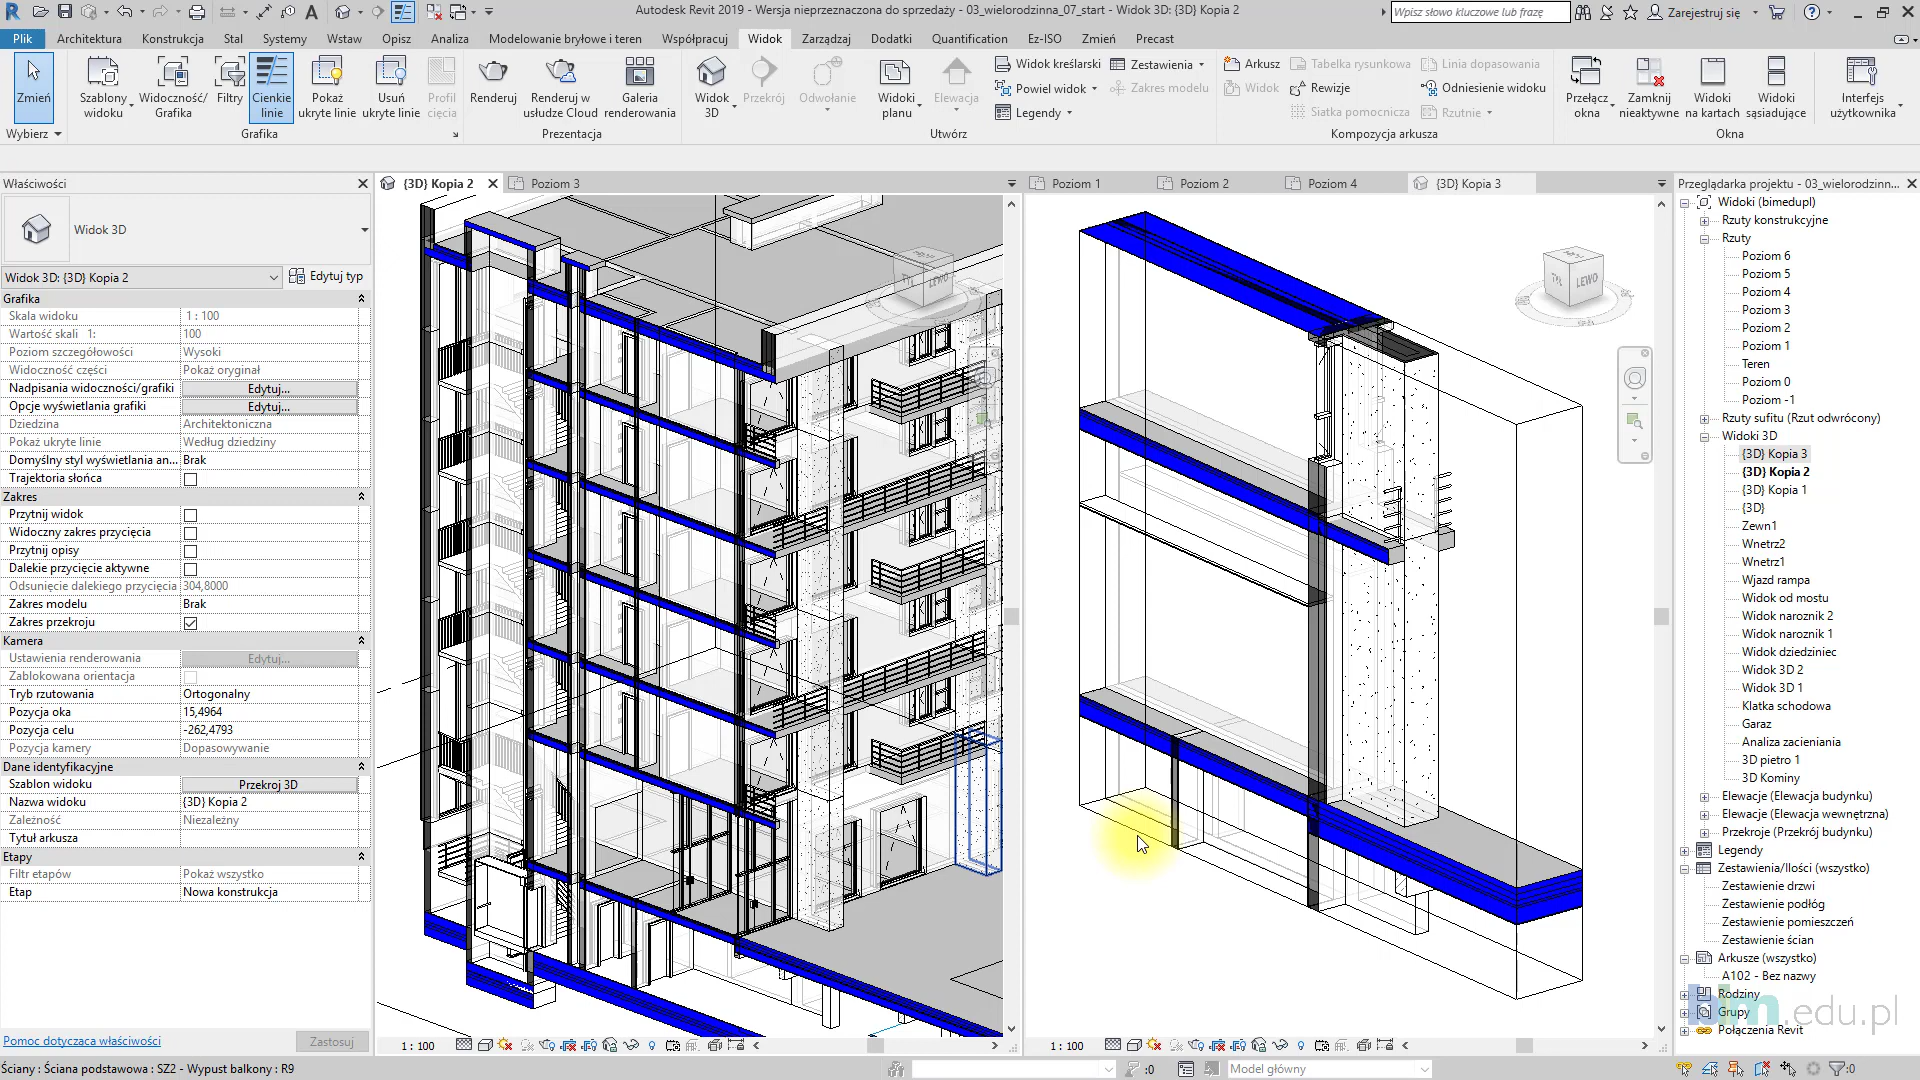 Autodesk Revit 2019 - Wersja nieprzeznaczona do sprzedaży - 03_wielorodzinna_07_start - Widok 3D: {3D} Kopia 2
Wpisz słowo kluczowe lub frazę
Zarejestruj się
Plik Architektura Konstrukcja Stal Systemy Wstaw Opisz Analiza Modelowanie bryłowe i teren Współpracuj Widok Zarządzaj Dodatki Quantification Ez-ISO Zmień Precast
Zmień
Szablony widoku
Widoczność/ Grafika
Filtry
Cienkie linie
Pokaż ukryte linie
Usuń ukryte linie
Profil cięcia
Renderuj
Renderuj w usłudze Cloud
Galeria renderowania
Widok 3D
Przekrój
Odwołanie
Widoki planu
Elewacja
Widok kreślarski
Powiel widok
Legendy
Zestawienia
Zakres modelu
Arkusz
Widok
Tabelka rysunkowa
Rewizje
Siatka pomocnicza
Linia dopasowania
Odniesienie widoku
Rzutnie
Przełącz okna
Zamknij nieaktywne
Widoki na kartach
Widoki sąsiadujące
Interfejs użytkownika
Wybierz
Grafika
Prezentacja
Utwórz
Kompozycja arkusza
Okna
Właściwości
Widok 3D
Widok 3D: {3D} Kopia 2
Edytuj typ
Grafika
Skala widoku 1 : 100
Wartość skali 1: 100
Poziom szczegółowości Wysoki
Widoczność części Pokaż oryginał
Nadpisania widoczności/grafiki Edytuj...
Opcje wyświetlania grafiki Edytuj...
Dziedzina Architektoniczna
Pokaż ukryte linie Według dziedziny
Domyślny styl wyświetlania an... Brak
Trajektoria słońca
Zakres
Przytnij widok
Widoczny zakres przycięcia
Przytnij opisy
Dalekie przycięcie aktywne
Odsunięcie dalekiego przycięcia 304,8000
Zakres modelu Brak
Zakres przekroju
Kamera
Ustawienia renderowania Edytuj...
Zablokowana orientacja
Tryb rzutowania Ortogonalny
Pozycja oka 15,4964
Pozycja celu -262,4793
Pozycja kamery Dopasowywanie
Dane identyfikacyjne
Szablon widoku Przekroj 3D
Nazwa widoku {3D} Kopia 2
Zależność Niezależny
Tytuł arkusza
Etapy
Filtr etapów Pokaż wszystko
Etap Nowa konstrukcja
Pomoc dotycząca właściwości
Zastosuj
{3D} Kopia 2
Poziom 3
LEWO
1 : 100
Poziom 1
Poziom 2
Poziom 4
{3D} Kopia 3
LEWO
1 : 100
Przeglądarka projektu - 03_wielorodzinn...
Widoki (bimedupl)
Rzuty konstrukcyjne
Rzuty
Poziom 6
Poziom 5
Poziom 4
Poziom 3
Poziom 2
Poziom 1
Teren
Poziom 0
Poziom -1
Rzuty sufitu (Rzut odwrócony)
Widoki 3D
{3D} Kopia 3
{3D} Kopia 2
{3D} Kopia 1
{3D}
Zewn1
Wnetrz2
Wnetrz1
Wjazd rampa
Widok od mostu
Widok naroznik 2
Widok naroznik 1
Widok dziedziniec
Widok 3D 2
Widok 3D 1
Klatka schodowa
Garaz
Analiza zacieniania
3D pietro 1
3D Kominy
Elewacje (Elewacja budynku)
Elewacje (Elewacja wewnętrzna)
Przekroje (Przekrój budynku)
Legendy
Zestawienia/Ilości (wszystko)
Zestawienie drzwi
Zestawienie podłóg
Zestawienie pomieszczeń
Zestawienie ścian
Arkusze (wszystko)
A102 - Bez nazwy
Rodziny
Grupy
Połączenia Revit
bim.edu.pl
Ściany : Ściana podstawowa : SZ2 - Wypust balkony : R9
:0
Model główny
:0